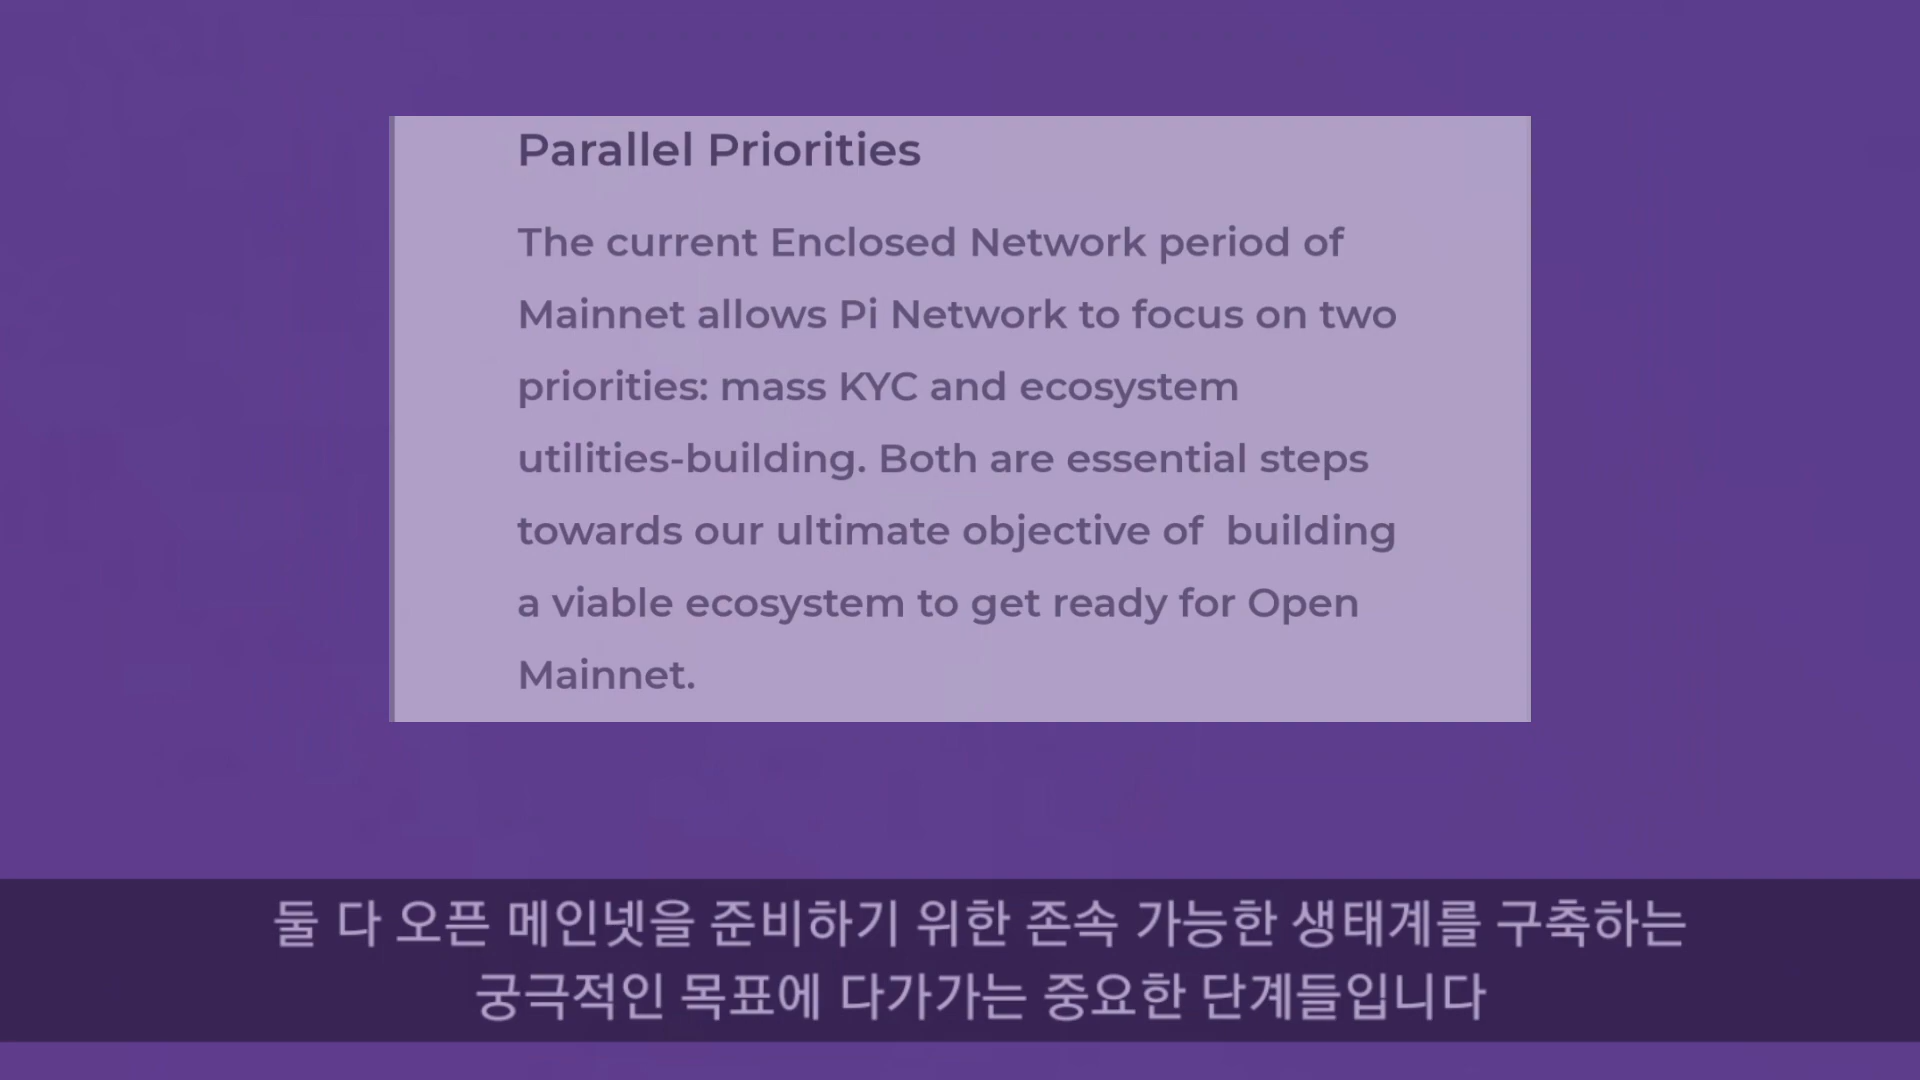 Parallel Priorities
The current Enclosed Network period of
Mainnet allows Pi Network to focus on two
priorities: mass KYC and ecosystem
utilities-building. Both are essential steps
towards our ultimate objective of  building
a viable ecosystem to get ready for Open
Mainnet.
둘 다 오픈 메인넷을 준비하기 위한 존속 가능한 생태계를 구축하는
궁극적인 목표에 다가가는 중요한 단계들입니다